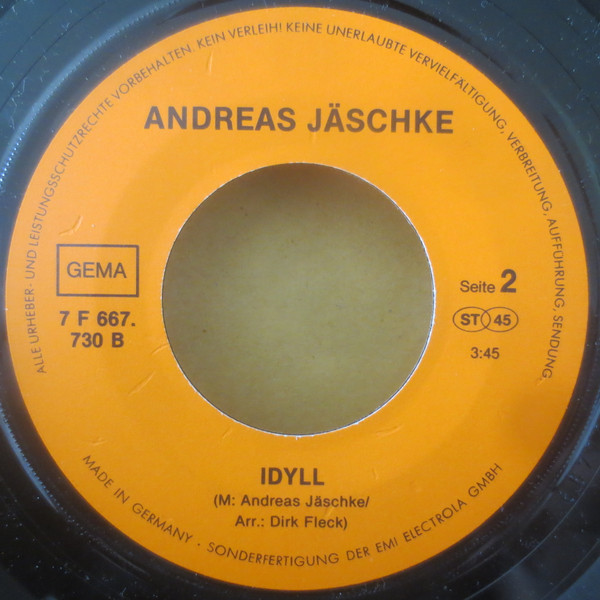 ALLE URHEBER- UND LEISTUNGSSCHUTZRECHTE VORBEHALTEN. KEIN VERLEIH! KEINE UNERLAUBTE VERVIELFÄLTIGUNG, VERBREITUNG, AUFFÜHRUNG, SENDUNG.
ANDREAS JÄSCHKE
GEMA
7 F 667.
730 B
Seite 2
ST 45
3:45
IDYLL
(M: Andreas Jäschke/
Arr.: Dirk Fleck)
MADE IN GERMANY - SONDERFERTIGUNG DER EMI ELECTROLA GMBH